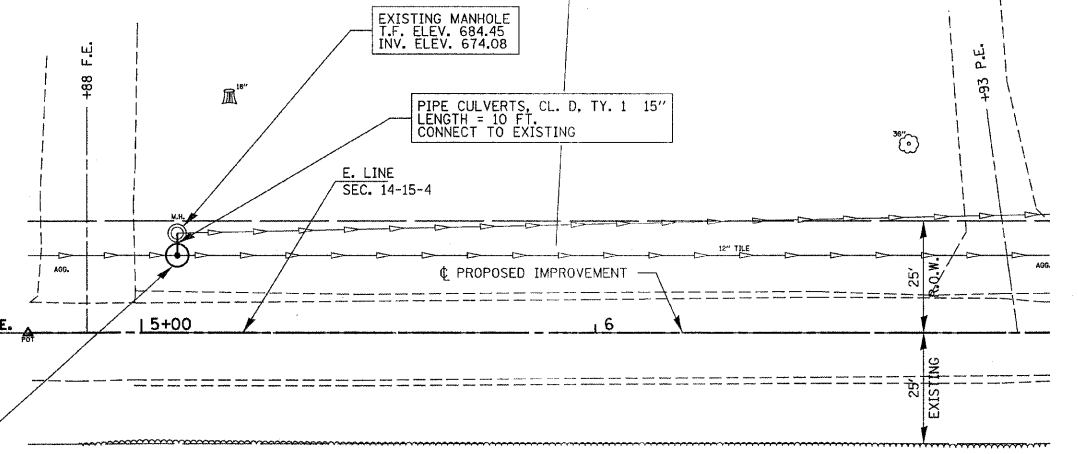 EXISTING MANHOLE
T.F. ELEV. 684.45
INV. ELEV. 674.08
+88 F.E.
18"
PIPE CULVERTS, CL. D, TY. 1 15"
LENGTH = 10 FT.
CONNECT TO EXISTING
+93 P.E.
36"
E. LINE
SEC. 14-15-4
M.H.
12" TILE
AGG.
AGG.
℄ PROPOSED IMPROVEMENT
25'
R.O.W.
E.
POT
5+00
6
25'
EXISTING